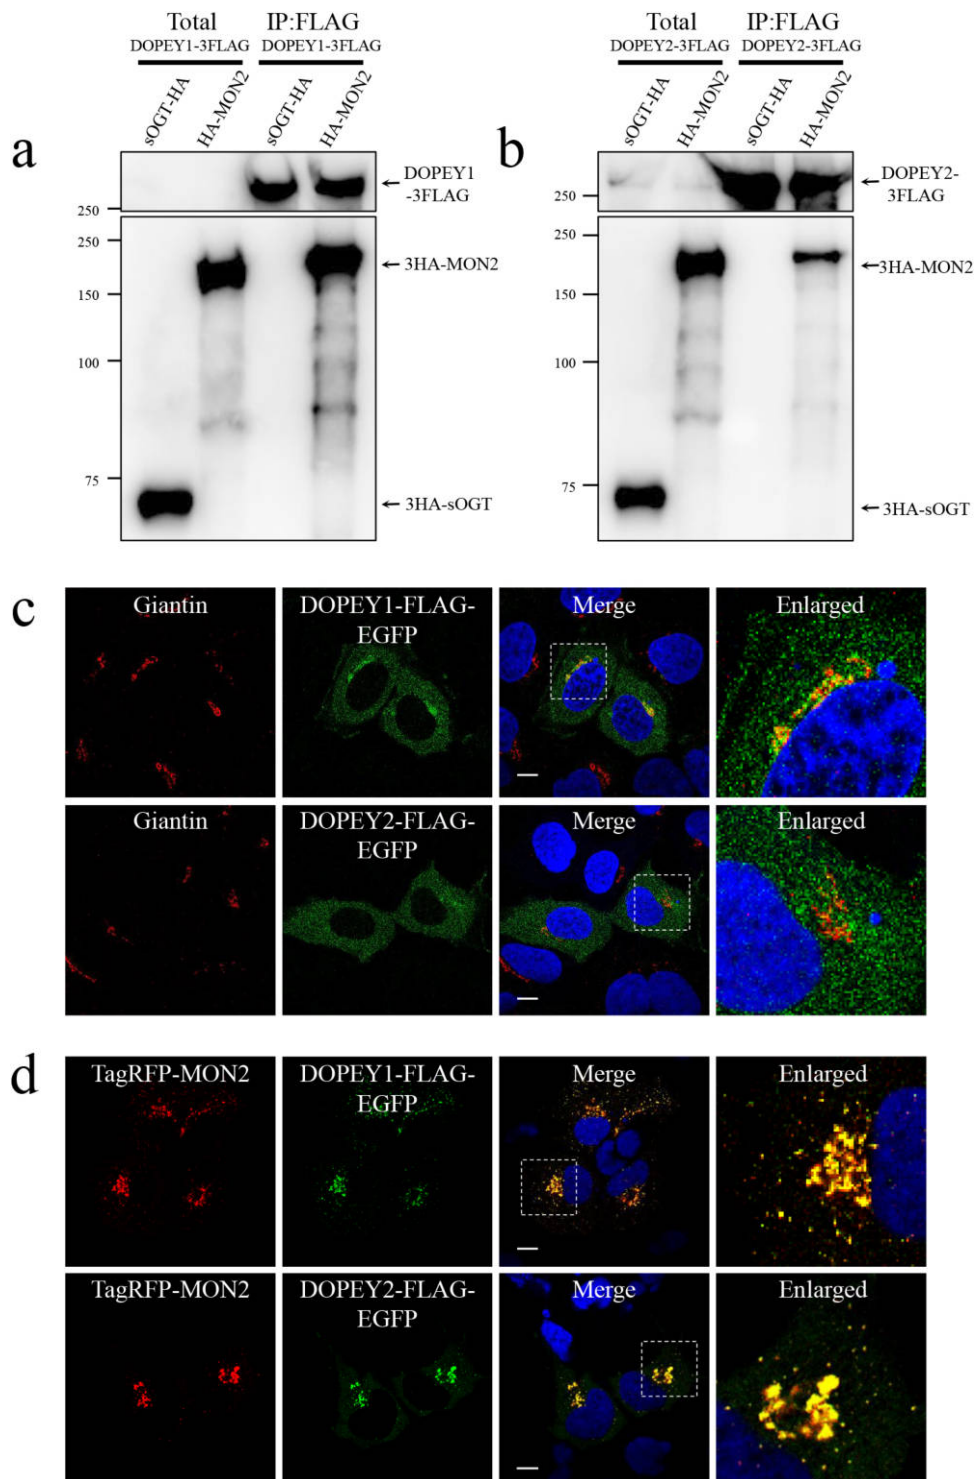 Total IP:FLAG
DOPEY1-3FLAG DOPEY1-3FLAG
sOGT-HA HA-MON2 sOGT-HA HA-MON2
a
DOPEY1
-3FLAG
250
250
3HA-MON2
150
100
75
3HA-sOGT
Total IP:FLAG
DOPEY2-3FLAG DOPEY2-3FLAG
sOGT-HA HA-MON2 sOGT-HA HA-MON2
b
DOPEY2-
3FLAG
250
250
3HA-MON2
150
100
75
3HA-sOGT
c
Giantin
DOPEY1-FLAG-
EGFP
Merge
Enlarged
Giantin
DOPEY2-FLAG-
EGFP
Merge
Enlarged
d
TagRFP-MON2
DOPEY1-FLAG-
EGFP
Merge
Enlarged
TagRFP-MON2
DOPEY2-FLAG-
EGFP
Merge
Enlarged